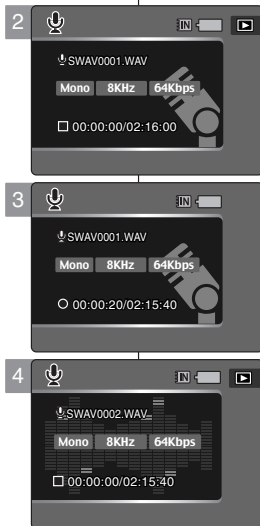 2
IN
SWAV0001.WAV
Mono 8KHz 64Kbps
00:00:00/02:16:00
3
IN
SWAV0001.WAV
Mono 8KHz 64Kbps
00:00:20/02:15:40
4
IN
SWAV0002.WAV
Mono 8KHz 64Kbps
00:00:00/02:15:40